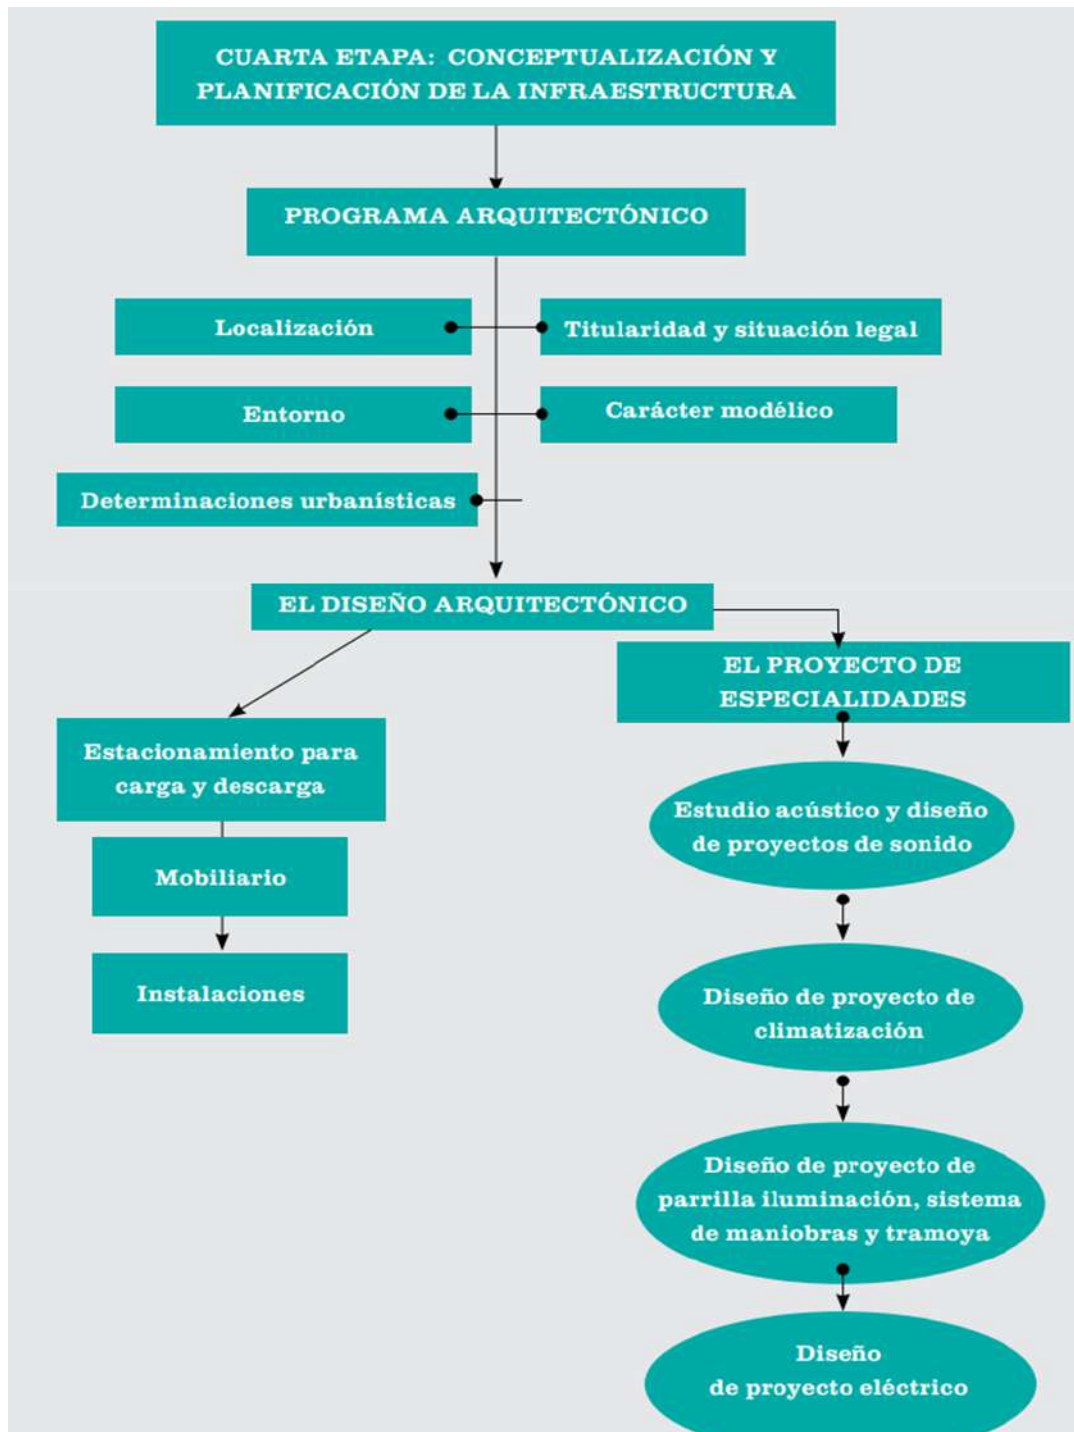 CUARTA ETAPA: CONCEPTUALIZACIÓN Y
PLANIFICACIÓN DE LA INFRAESTRUCTURA
PROGRAMA ARQUITECTÓNICO
Localización
Titularidad y situación legal
Entorno
Carácter modélico
Determinaciones urbanísticas
EL DISEÑO ARQUITECTÓNICO
EL PROYECTO DE
ESPECIALIDADES
Estacionamiento para
carga y descarga
Mobiliario
Instalaciones
Estudio acústico y diseño
de proyectos de sonido
Diseño de proyecto de
climatización
Diseño de proyecto de
parrilla iluminación, sistema
de maniobras y tramoya
Diseño
de proyecto eléctrico